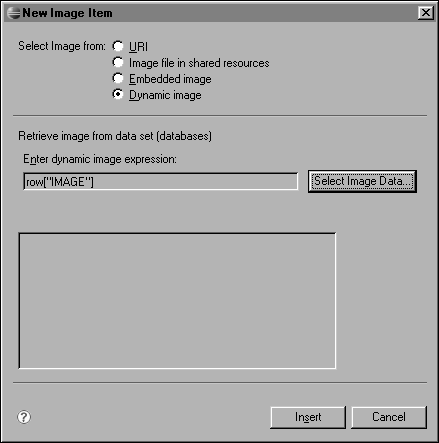 New Image Item
Select Image from: URI
Image file in shared resources
Embedded image
Dynamic image
Retrieve image from data set (databases)
Enter dynamic image expression:
row["IMAGE"]
Select Image Data...
?
Insert
Cancel